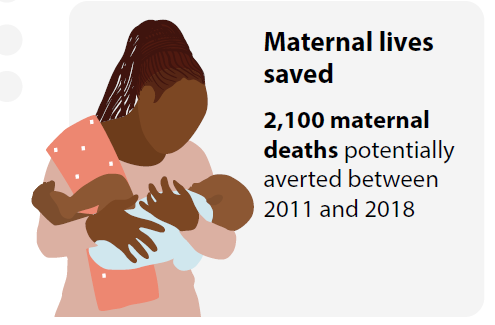 Maternal lives
saved
2,100 maternal
deaths potentially
averted between
2011 and 2018